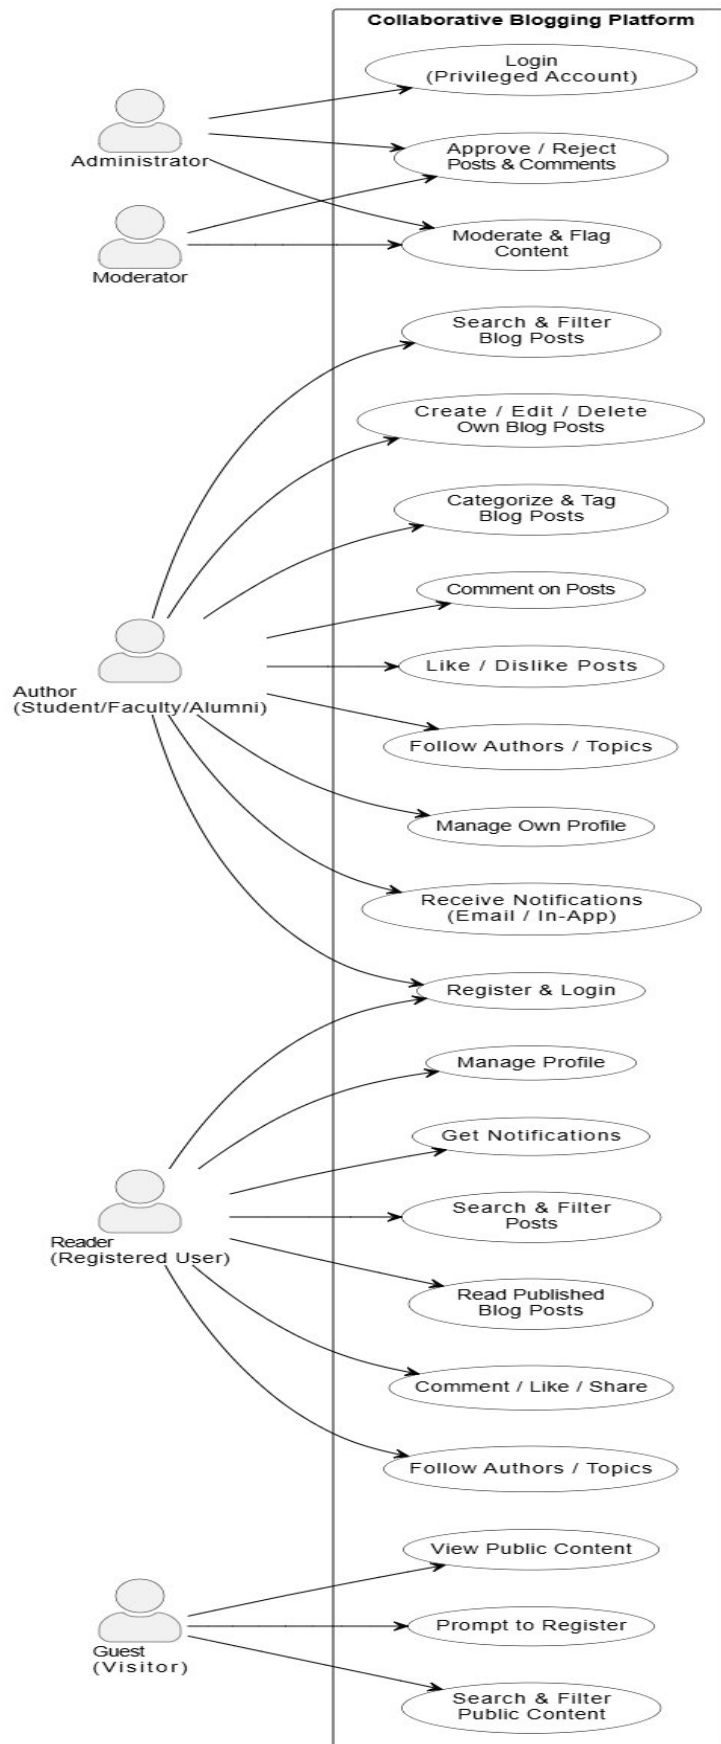 Collaborative Blogging Platform
Login
(Privileged Account)
Administrator
Approve / Reject
Posts & Comments
Moderator
Moderate & Flag
Content
Search & Filter
Blog Posts
Create / Edit / Delete
Own Blog Posts
Categorize & Tag
Blog Posts
Comment on Posts
Author
(Student/Faculty/Alumni)
Like / Dislike Posts
Follow Authors / Topics
Manage Own Profile
Receive Notifications
(Email / In-App)
Register & Login
Manage Profile
Get Notifications
Reader
(Registered User)
Search & Filter
Posts
Read Published
Blog Posts
Comment / Like / Share
Follow Authors / Topics
View Public Content
Guest
(Visitor)
Prompt to Register
Search & Filter
Public Content